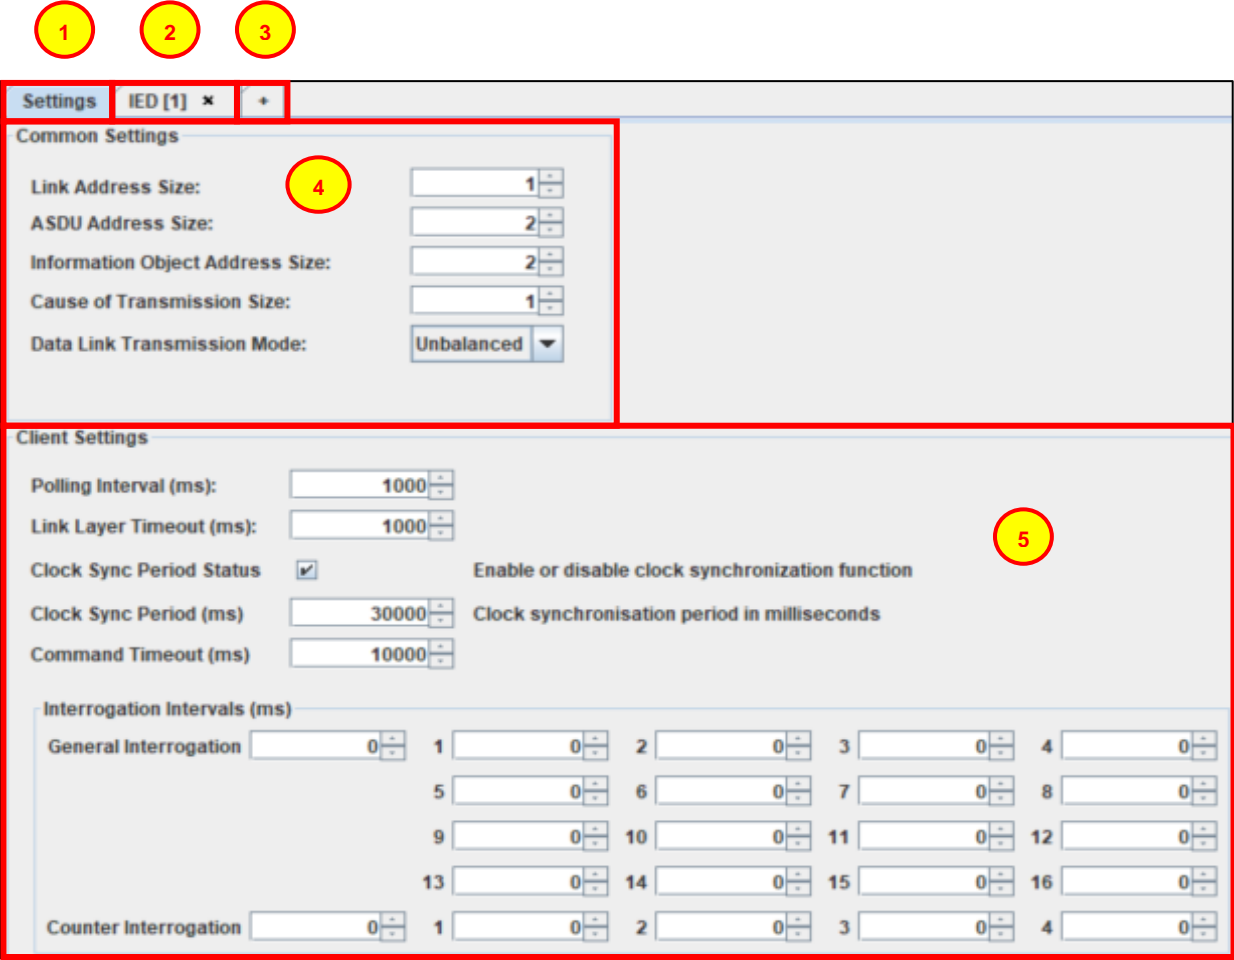 1 2 3
Settings IED [1] × +
Common Settings
4
Link Address Size: 1
ASDU Address Size: 2
Information Object Address Size: 2
Cause of Transmission Size: 1
Data Link Transmission Mode: Unbalanced
Client Settings
Polling Interval (ms): 1000
Link Layer Timeout (ms): 1000
5
Clock Sync Period Status Enable or disable clock synchronization function
Clock Sync Period (ms) 30000 Clock synchronisation period in milliseconds
Command Timeout (ms) 10000
Interrogation Intervals (ms)
General Interrogation 0 1 0 2 0 3 0 4 0
5 0 6 0 7 0 8 0
9 0 10 0 11 0 12 0
13 0 14 0 15 0 16 0
Counter Interrogation 0 1 0 2 0 3 0 4 0